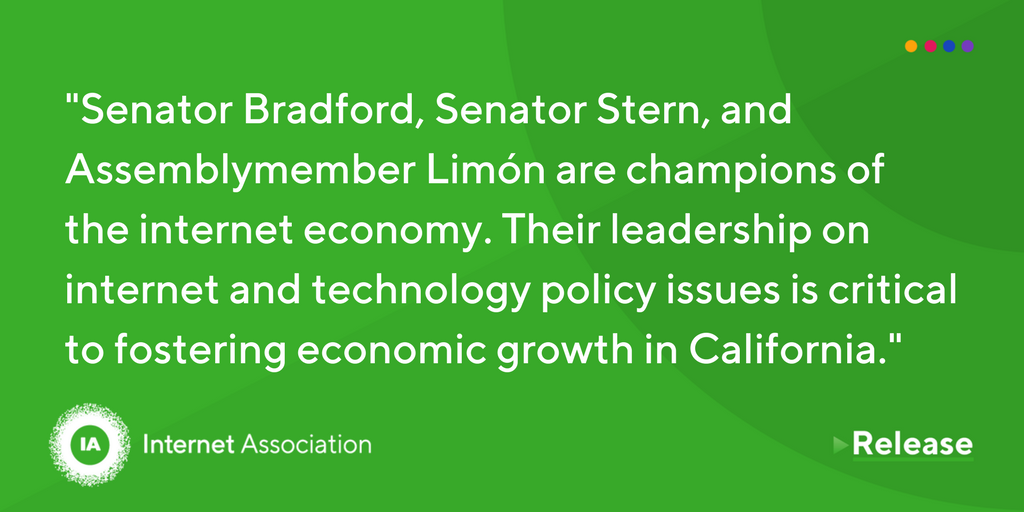 "Senator Bradford, Senator Stern, and
Assemblymember Limón are champions of
the internet economy. Their leadership on
internet and technology policy issues is critical
to fostering economic growth in California."
IA Internet Association
Release